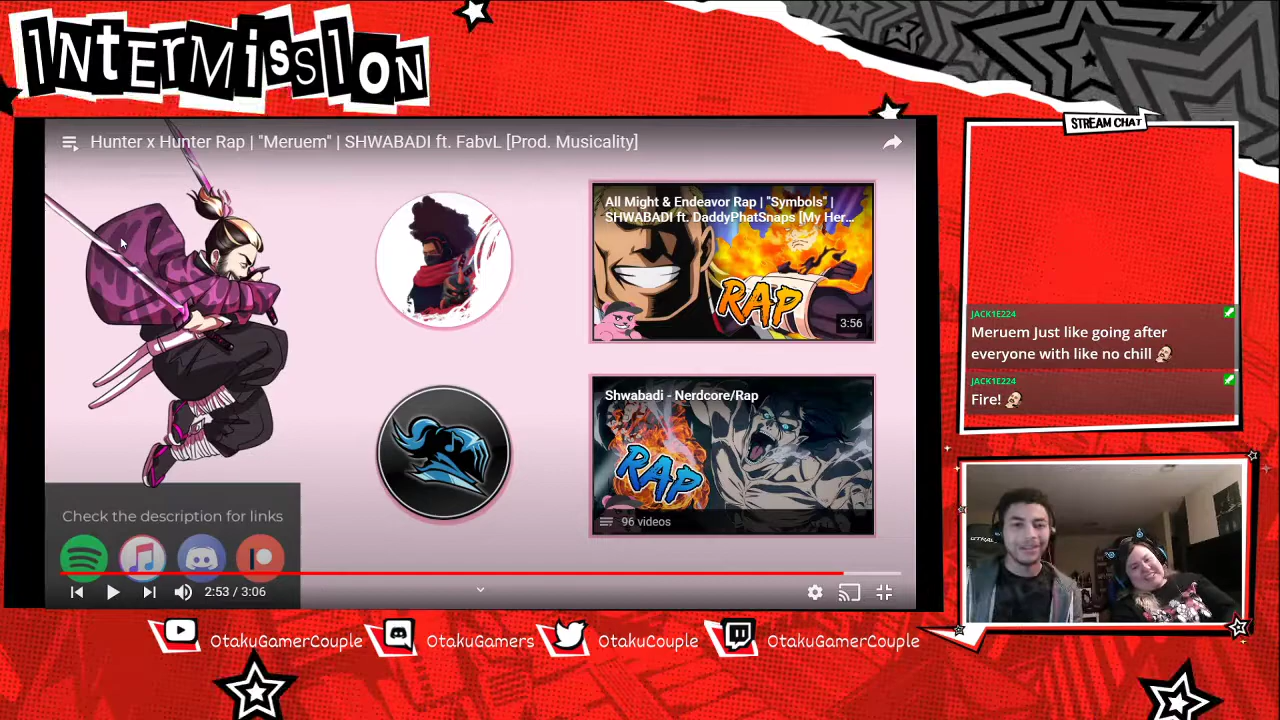 INtERMissION
Hunter x Hunter Rap | "Meruem" | SHWABADI ft. FabvL [Prod. Musicality]
All Might & Endeavor Rap | "Symbols" |
SHWABADI ft. DaddyPhatSnaps [My Her...
RAP
3:56
Shwabadi - Nerdcore/Rap
RAP
96 videos
Check the description for links
2:53 / 3:06
STREAM CHAT
JACK1E224
Meruem Just like going after
everyone with like no chill
JACK1E224
Fire!
OtakuGamerCouple
OtakuGamers
OtakuCouple
OtakuGamerCouple